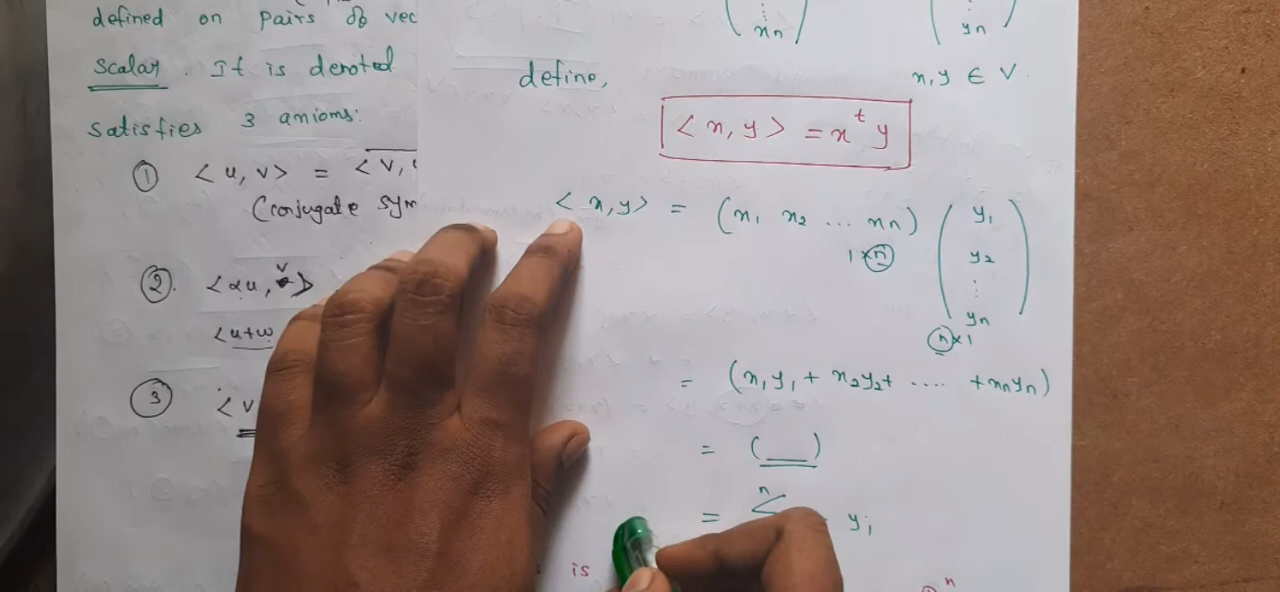 defined on pairs of vec
scalar. It is denoted
satisfies 3 axioms:
① <u, v> = <v,
(conjugate sym
②. <αu, v>
<u+w
③ <v
xn
yn
define,
x, y ∈ V.
<x, y> = x^t y
<x, y> = (x1 x2 ... xn)
1×n
y1
y2
⋮
yn
n×1
= (x1y1 + x2y2 + .... + xnyn)
= (__)
= n Σ yi
is
n